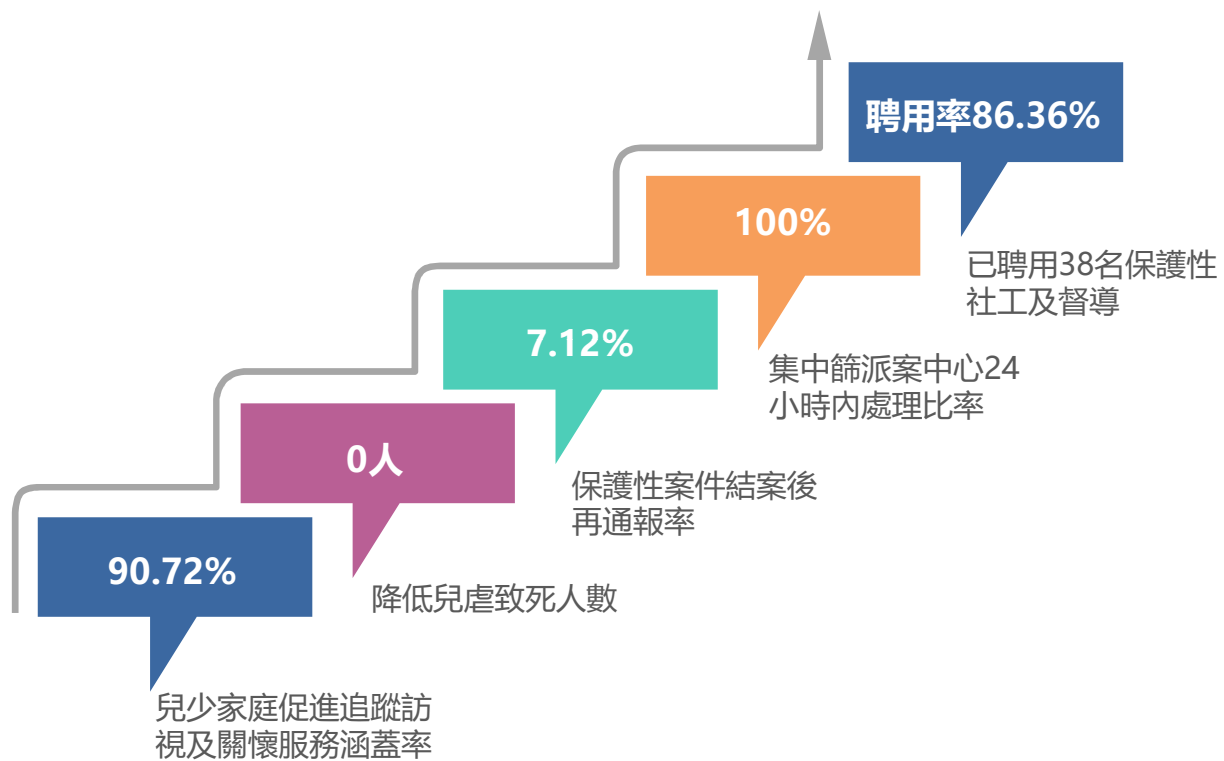 90.72%
兒少家庭促進追蹤訪
視及關懷服務涵蓋率
0人
降低兒虐致死人數
7.12%
保護性案件結案後
再通報率
100%
集中篩派案中心24
小時內處理比率
聘用率86.36%
已聘用38名保護性
社工及督導